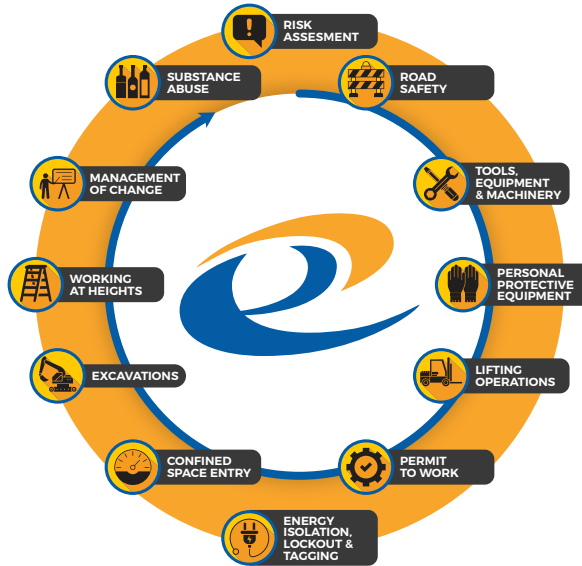 RISK
ASSESMENT
ROAD
SAFETY
TOOLS,
EQUIPMENT
& MACHINERY
PERSONAL
PROTECTIVE
EQUIPMENT
LIFTING
OPERATIONS
PERMIT
TO WORK
ENERGY
ISOLATION,
LOCKOUT &
TAGGING
CONFINED
SPACE ENTRY
EXCAVATIONS
WORKING
AT HEIGHTS
MANAGEMENT
OF CHANGE
SUBSTANCE
ABUSE